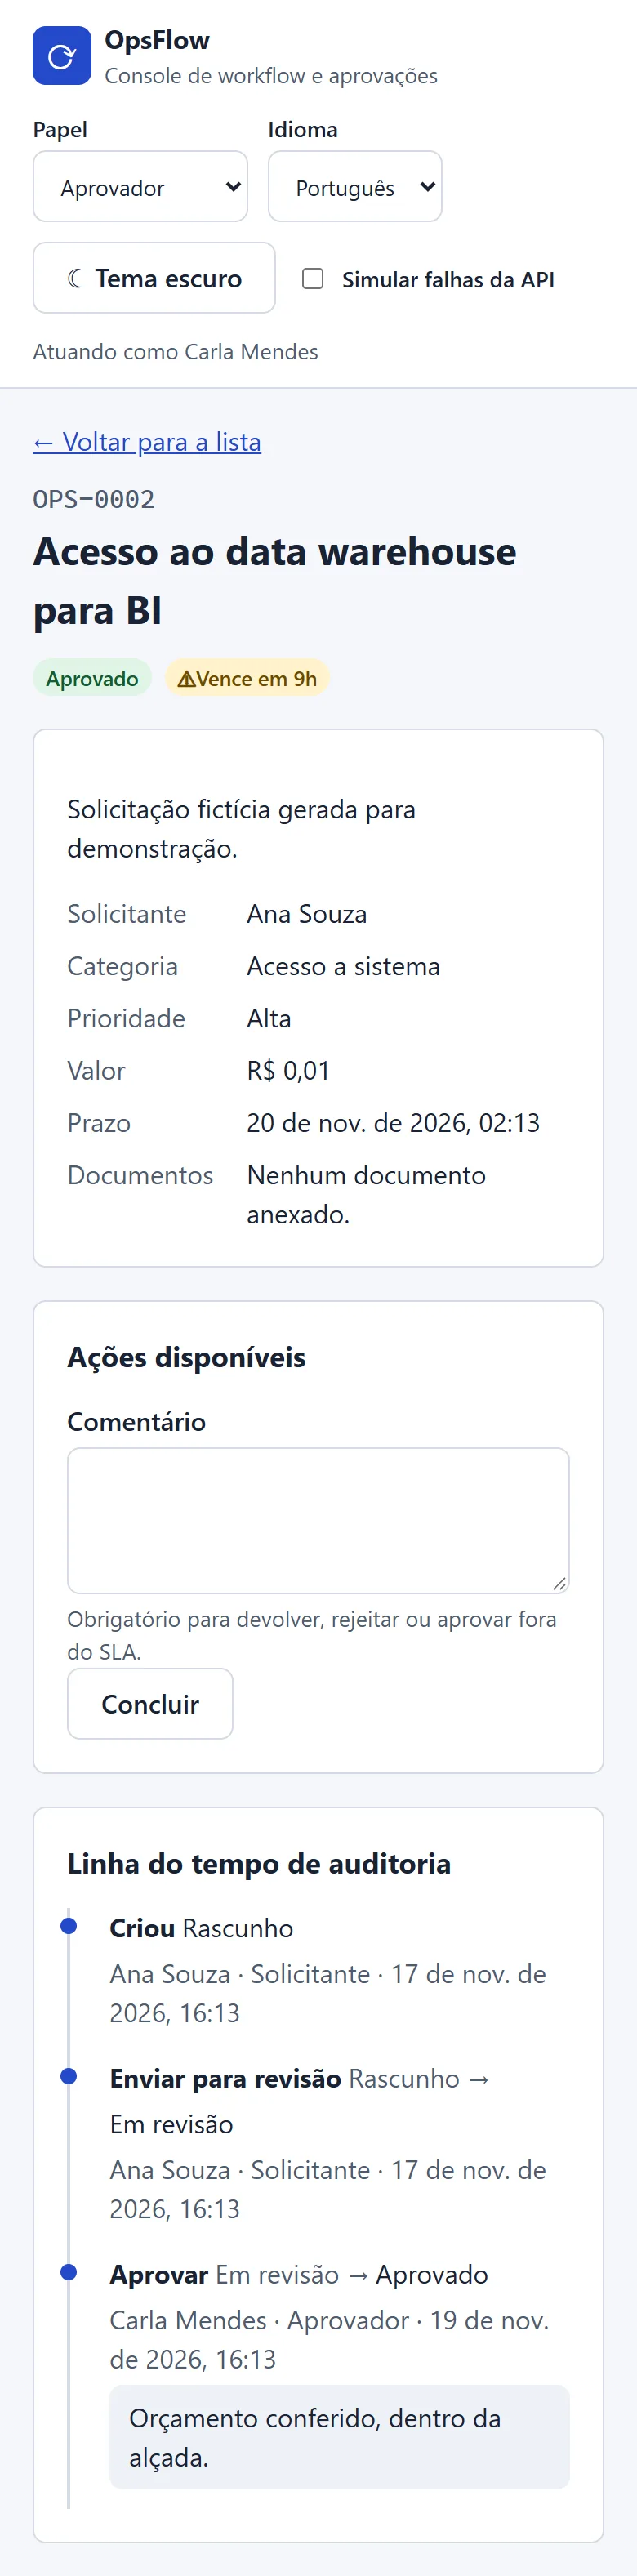 OpsFlow
Console de workflow e aprovações
Papel
Idioma
Aprovador
Português
☾ Tema escuro
Simular falhas da API
Atuando como Carla Mendes
← Voltar para a lista
OPS-0002
Acesso ao data warehouse
para BI
Aprovado
⚠Vence em 9h
Solicitação fictícia gerada para
demonstração.
Solicitante Ana Souza
Categoria Acesso a sistema
Prioridade Alta
Valor R$ 0,01
Prazo 20 de nov. de 2026, 02:13
Documentos Nenhum documento
anexado.
Ações disponíveis
Comentário
Obrigatório para devolver, rejeitar ou aprovar fora
do SLA.
Concluir
Linha do tempo de auditoria
Criou Rascunho
Ana Souza · Solicitante · 17 de nov. de
2026, 16:13
Enviar para revisão Rascunho →
Em revisão
Ana Souza · Solicitante · 17 de nov. de
2026, 16:13
Aprovar Em revisão → Aprovado
Carla Mendes · Aprovador · 19 de nov.
de 2026, 16:13
Orçamento conferido, dentro da
alçada.